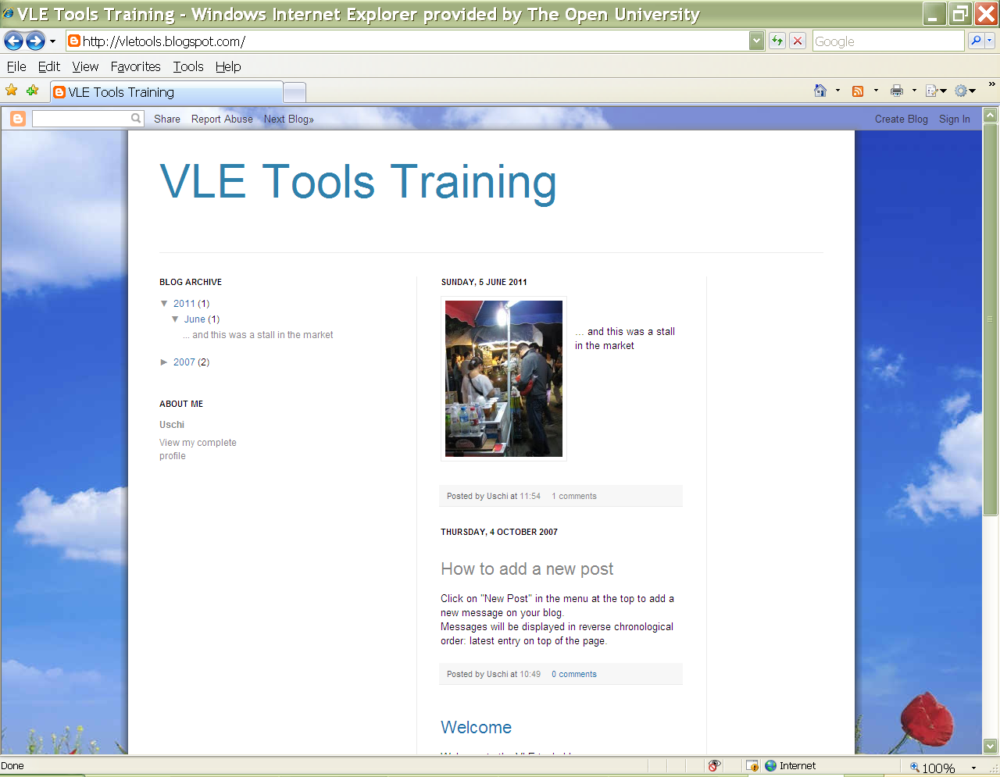 VLE Tools Training - Windows Internet Explorer provided by The Open University
http://vletools.blogspot.com/
Google
File Edit View Favorites Tools Help
VLE Tools Training
Share Report Abuse Next Blog» Create Blog Sign In
VLE Tools Training
BLOG ARCHIVE
▼ 2011 (1)
▼ June (1)
... and this was a stall in the market
► 2007 (2)
ABOUT ME
Uschi
View my complete
profile
SUNDAY, 5 JUNE 2011
... and this was a stall
in the market
Posted by Uschi at 11:54 1 comments
THURSDAY, 4 OCTOBER 2007
How to add a new post
Click on "New Post" in the menu at the top to add a
new message on your blog.
Messages will be displayed in reverse chronological
order: latest entry on top of the page.
Posted by Uschi at 10:49 0 comments
Welcome
Done Internet 100%